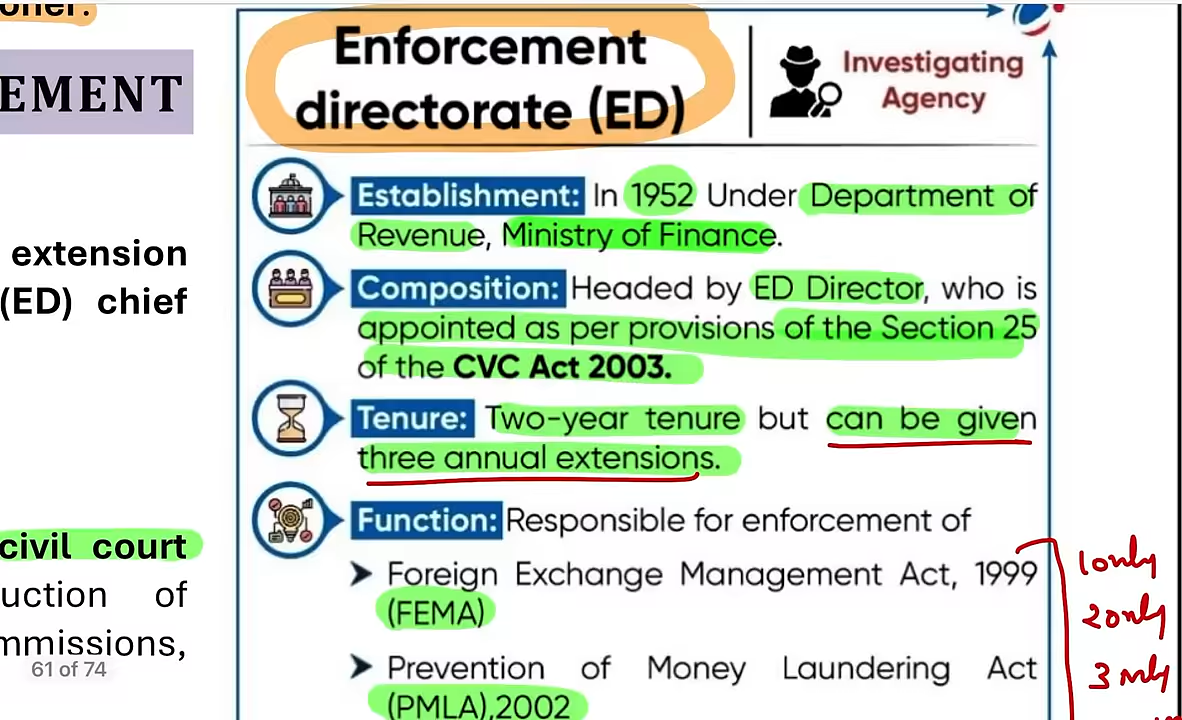 oner.
EMENT
extension
(ED) chief
civil court
uction of
mmissions,
61 of 74
Enforcement
directorate (ED)
Investigating
Agency
Establishment: In 1952 Under Department of
Revenue, Ministry of Finance.
Composition: Headed by ED Director, who is
appointed as per provisions of the Section 25
of the CVC Act 2003.
Tenure: Two-year tenure but can be given
three annual extensions.
Function: Responsible for enforcement of
➤ Foreign Exchange Management Act, 1999
(FEMA)
➤ Prevention of Money Laundering Act
(PMLA),2002
1 only
2 only
3 only